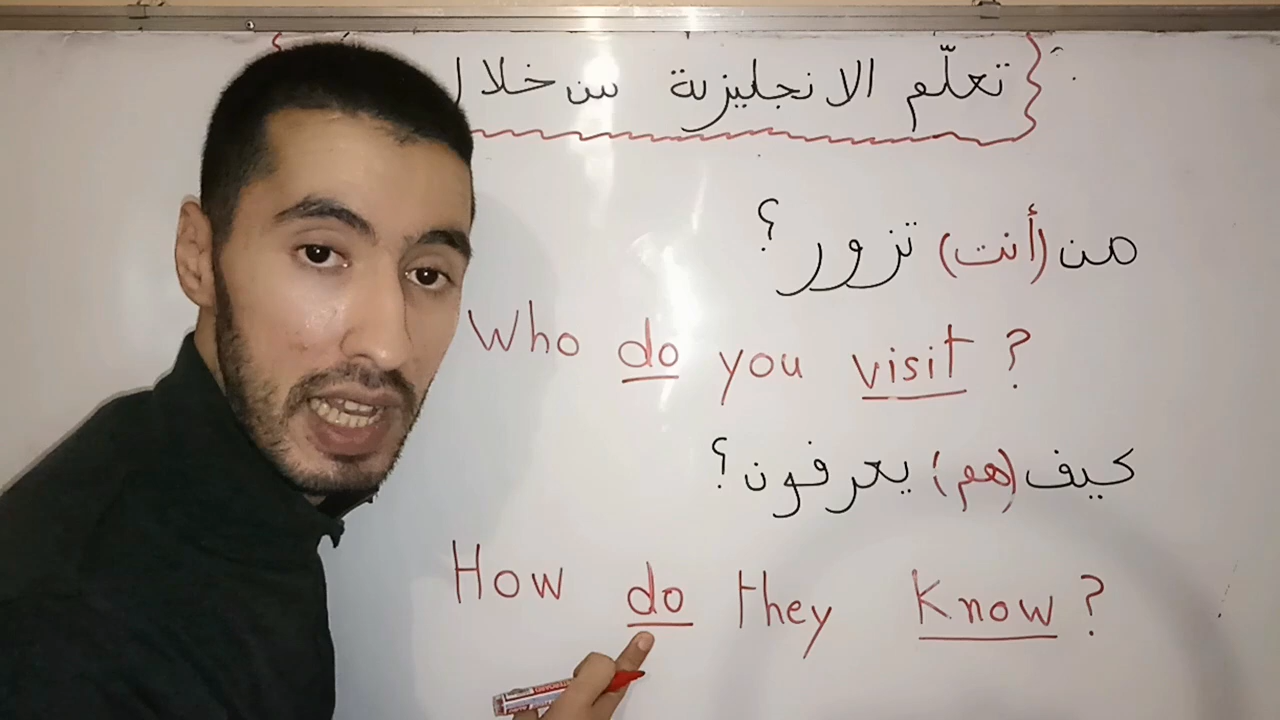 تعلّم الانجليزية من خلال
من (أنت) تزور ؟
Who do you visit ?
كيف (هم) يعرفون ؟
How do they Know ?